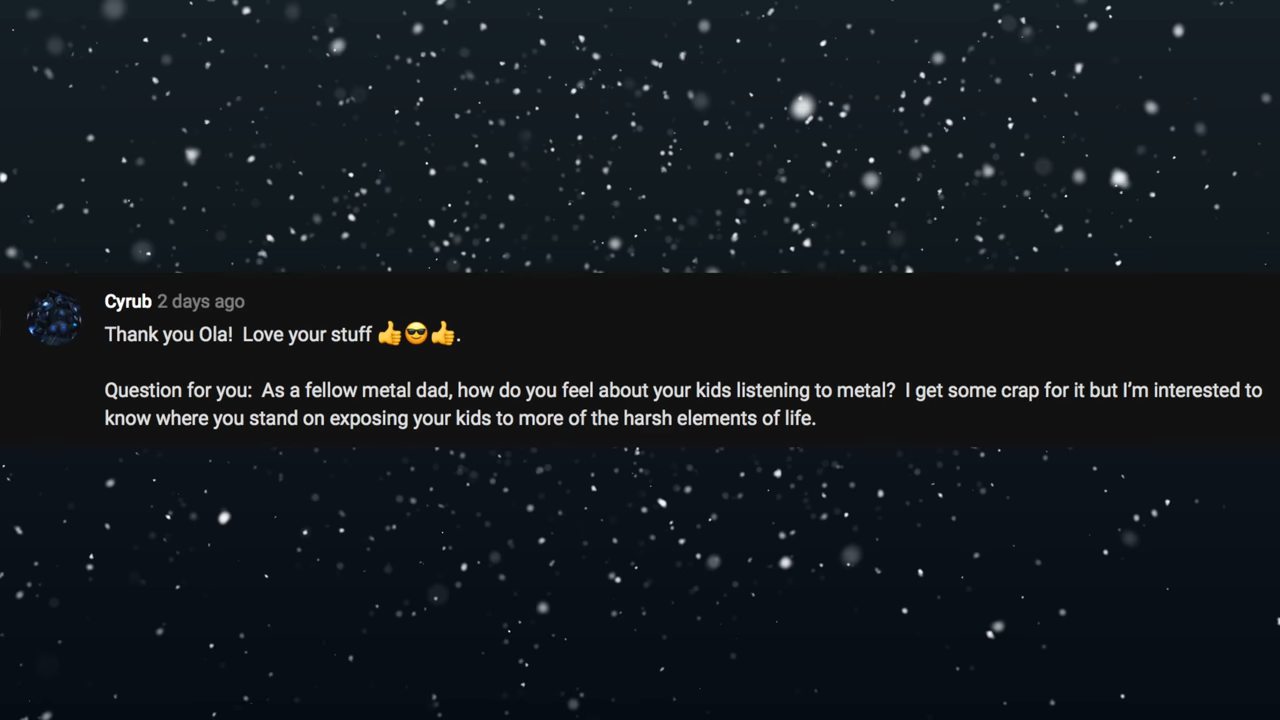 Cyrub 2 days ago
Thank you Ola!  Love your stuff 👍😎👍.
Question for you:  As a fellow metal dad, how do you feel about your kids listening to metal?  I get some crap for it but I’m interested to
know where you stand on exposing your kids to more of the harsh elements of life.